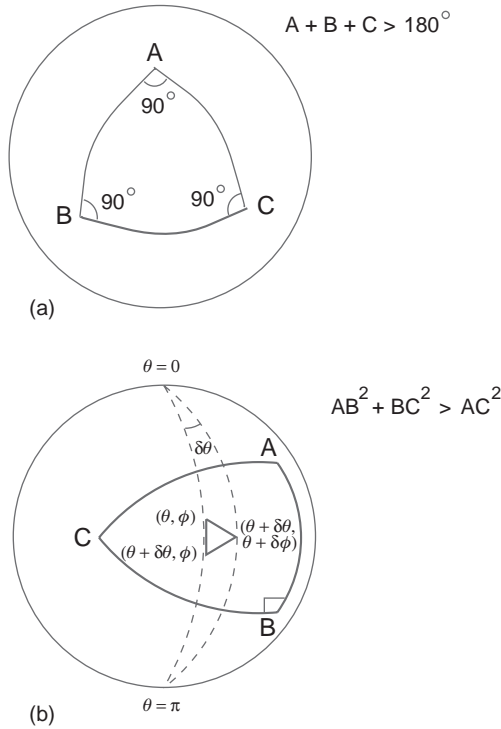 A + B + C > 180°
A
90°
B
90°
90°
C
(a)
θ = 0
AB² + BC² > AC²
δθ
A
(θ, ϕ)
(θ + δθ,
θ + δϕ)
C
(θ + δθ, ϕ)
B
θ = π
(b)